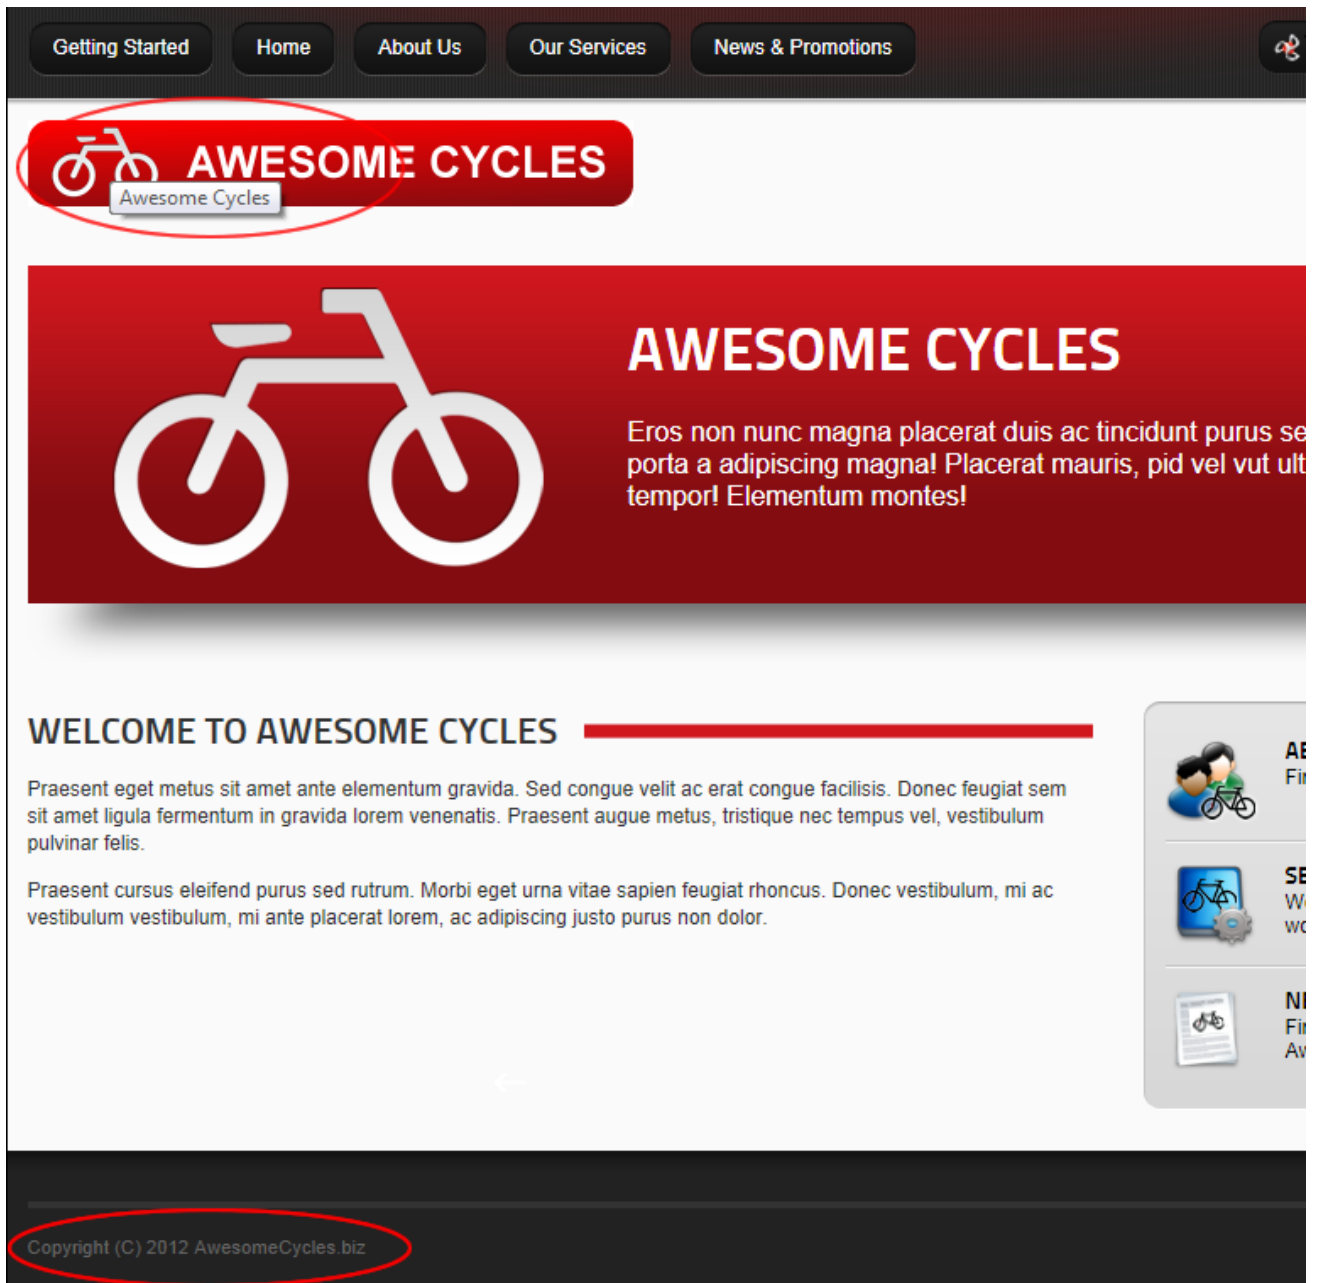 Getting Started Home About Us Our Services News & Promotions
AWESOME CYCLES
Awesome Cycles
AWESOME CYCLES
Eros non nunc magna placerat duis ac tincidunt purus se
porta a adipiscing magna! Placerat mauris, pid vel vut ult
tempor! Elementum montes!
WELCOME TO AWESOME CYCLES
Praesent eget metus sit amet ante elementum gravida. Sed congue velit ac erat congue facilisis. Donec feugiat sem
sit amet ligula fermentum in gravida lorem venenatis. Praesent augue metus, tristique nec tempus vel, vestibulum
pulvinar felis.
Praesent cursus eleifend purus sed rutrum. Morbi eget urna vitae sapien feugiat rhoncus. Donec vestibulum, mi ac
vestibulum vestibulum, mi ante placerat lorem, ac adipiscing justo purus non dolor.
Copyright (C) 2012 AwesomeCycles.biz